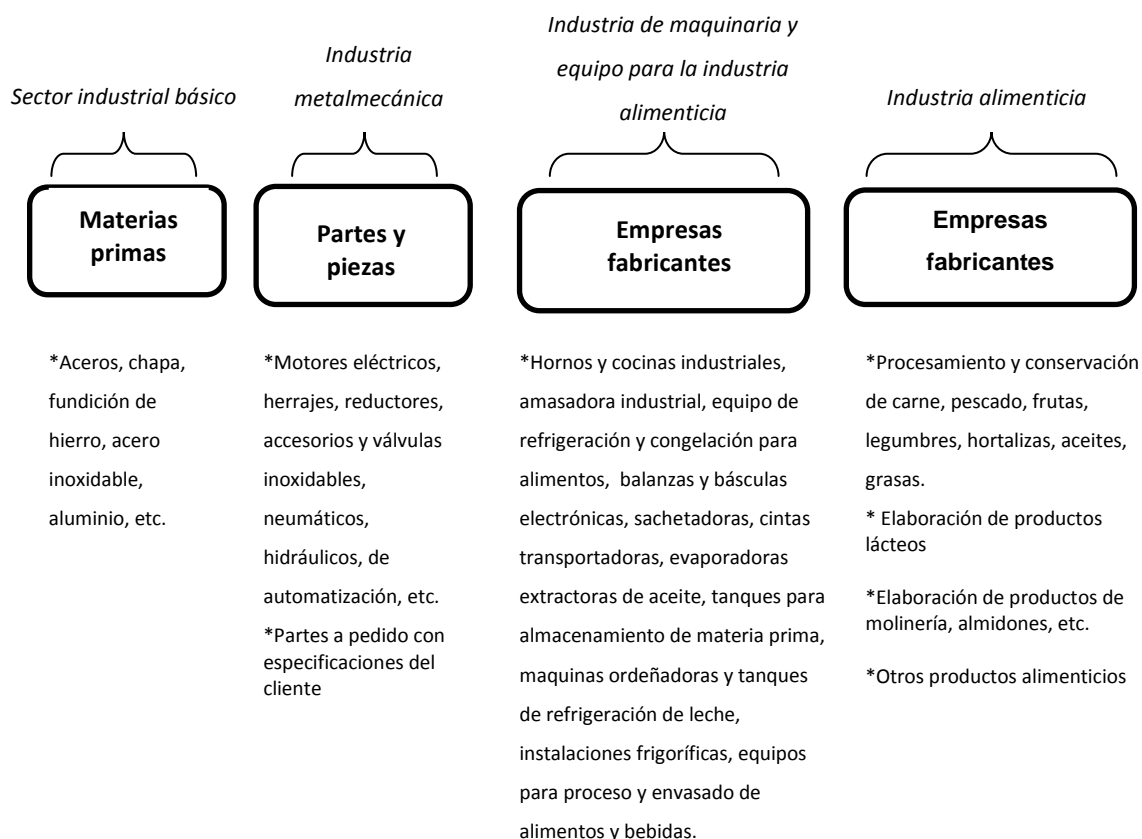 Sector industrial básico
Industria
metalmecánica
Industria de maquinaria y
equipo para la industria
alimenticia
Industria alimenticia
Materias
primas
Partes y
piezas
Empresas
fabricantes
Empresas
fabricantes
*Aceros, chapa,
fundición de
hierro, acero
inoxidable,
aluminio, etc.
*Motores eléctricos,
herrajes, reductores,
accesorios y válvulas
inoxidables,
neumáticos,
hidráulicos, de
automatización, etc.
*Partes a pedido con
especificaciones del
cliente
*Hornos y cocinas industriales,
amasadora industrial, equipo de
refrigeración y congelación para
alimentos, balanzas y básculas
electrónicas, sachetadoras, cintas
transportadoras, evaporadoras
extractoras de aceite, tanques para
almacenamiento de materia prima,
maquinas ordeñadoras y tanques
de refrigeración de leche,
instalaciones frigoríficas, equipos
para proceso y envasado de
alimentos y bebidas.
*Procesamiento y conservación
de carne, pescado, frutas,
legumbres, hortalizas, aceites,
grasas.
* Elaboración de productos
lácteos
*Elaboración de productos de
molinería, almidones, etc.
*Otros productos alimenticios